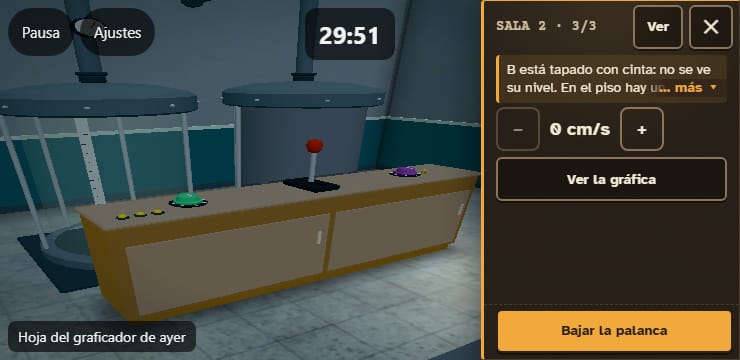 Pausa
Ajustes
29:51
SALA 2 · 3/3
Ver
B está tapado con cinta: no se ve
su nivel. En el piso hay u... más
0 cm/s
Ver la gráfica
Bajar la palanca
Hoja del graficador de ayer